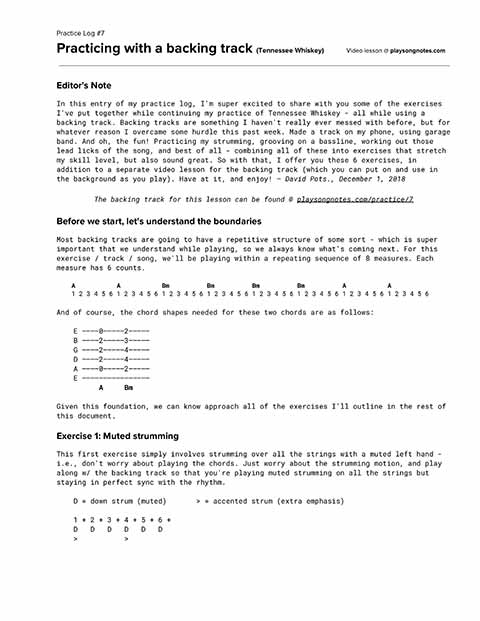 Practice Log #7
Practicing with a backing track (Tennessee Whiskey) Video lesson @ playsongnotes.com
Editor's Note
In this entry of my practice log, I'm super excited to share with you some of the exercises
I've put together while continuing my practice of Tennessee Whiskey - all while using a
backing track. Backing tracks are something I haven't really ever messed with before, but for
whatever reason I overcame some hurdle this past week. Made a track on my phone, using garage
band. And oh, the fun! Practicing my strumming, grooving on a bassline, working out those
lead licks of the song, and best of all - combining all of these into exercises that stretch
my skill level, but also sound great. So with that, I offer you these 6 exercises, in
addition to a separate video lesson for the backing track (which you can put on and use in
the background as you play). Have at it, and enjoy! – David Pots, December 1, 2018
The backing track for this lesson can be found @ playsongnotes.com/practice/7
Before we start, let's understand the boundaries
Most backing tracks are going to have a repetitive structure of some sort - which is super
important that we understand while playing, so we always know what's coming next. For this
exercise / track / song, we'll be playing within a repeating sequence of 8 measures. Each
measure has 6 counts.
A A Bm Bm Bm Bm A A
1 2 3 4 5 6 1 2 3 4 5 6 1 2 3 4 5 6 1 2 3 4 5 6 1 2 3 4 5 6 1 2 3 4 5 6 1 2 3 4 5 6 1 2 3 4 5 6
And of course, the chord shapes needed for these two chords are as follows:
E ----0-----2-----
B ----2-----3-----
G ----2-----4-----
D ----2-----4-----
A ----0-----2-----
E ----------------
A Bm
Given this foundation, we can know approach all of the exercises I'll outline in the rest of
this document.
Exercise 1: Muted strumming
This first exercise simply involves strumming over all the strings with a muted left hand -
i.e., don't worry about playing the chords. Just worry about the strumming motion, and play
along w/ the backing track so that you're playing muted strumming on all the strings but
staying in perfect sync with the rhythm.
D = down strum (muted) > = accented strum (extra emphasis)
1 + 2 + 3 + 4 + 5 + 6 +
D D D D D D
> >